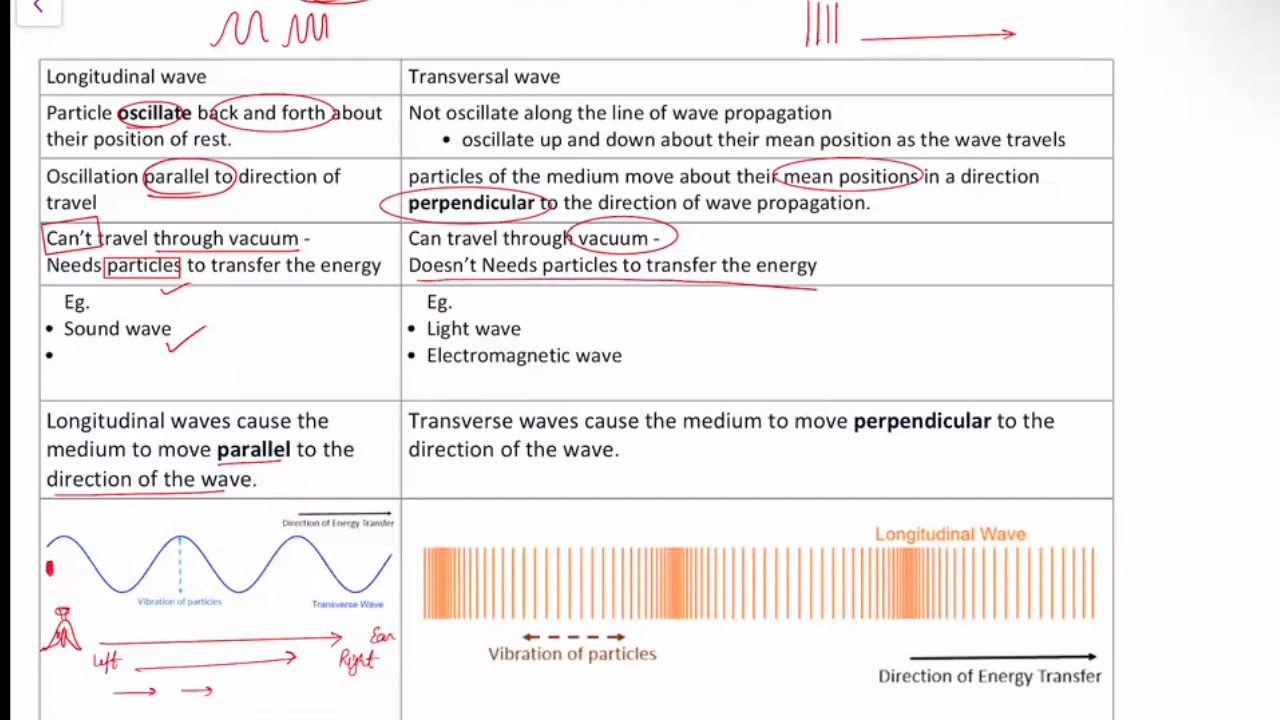 Longitudinal wave
Transversal wave
Particle oscillate back and forth about
their position of rest.
Not oscillate along the line of wave propagation
• oscillate up and down about their mean position as the wave travels
Oscillation parallel to direction of
travel
particles of the medium move about their mean positions in a direction
perpendicular to the direction of wave propagation.
Can't travel through vacuum -
Needs particles to transfer the energy
Can travel through vacuum -
Doesn't Needs particles to transfer the energy
Eg.
• Sound wave
•
Eg.
• Light wave
• Electromagnetic wave
Longitudinal waves cause the
medium to move parallel to the
direction of the wave.
Transverse waves cause the medium to move perpendicular to the
direction of the wave.
Direction of Energy Transfer
Vibration of particles
Transverse Wave
Ear
Left
Right
Longitudinal Wave
Vibration of particles
Direction of Energy Transfer